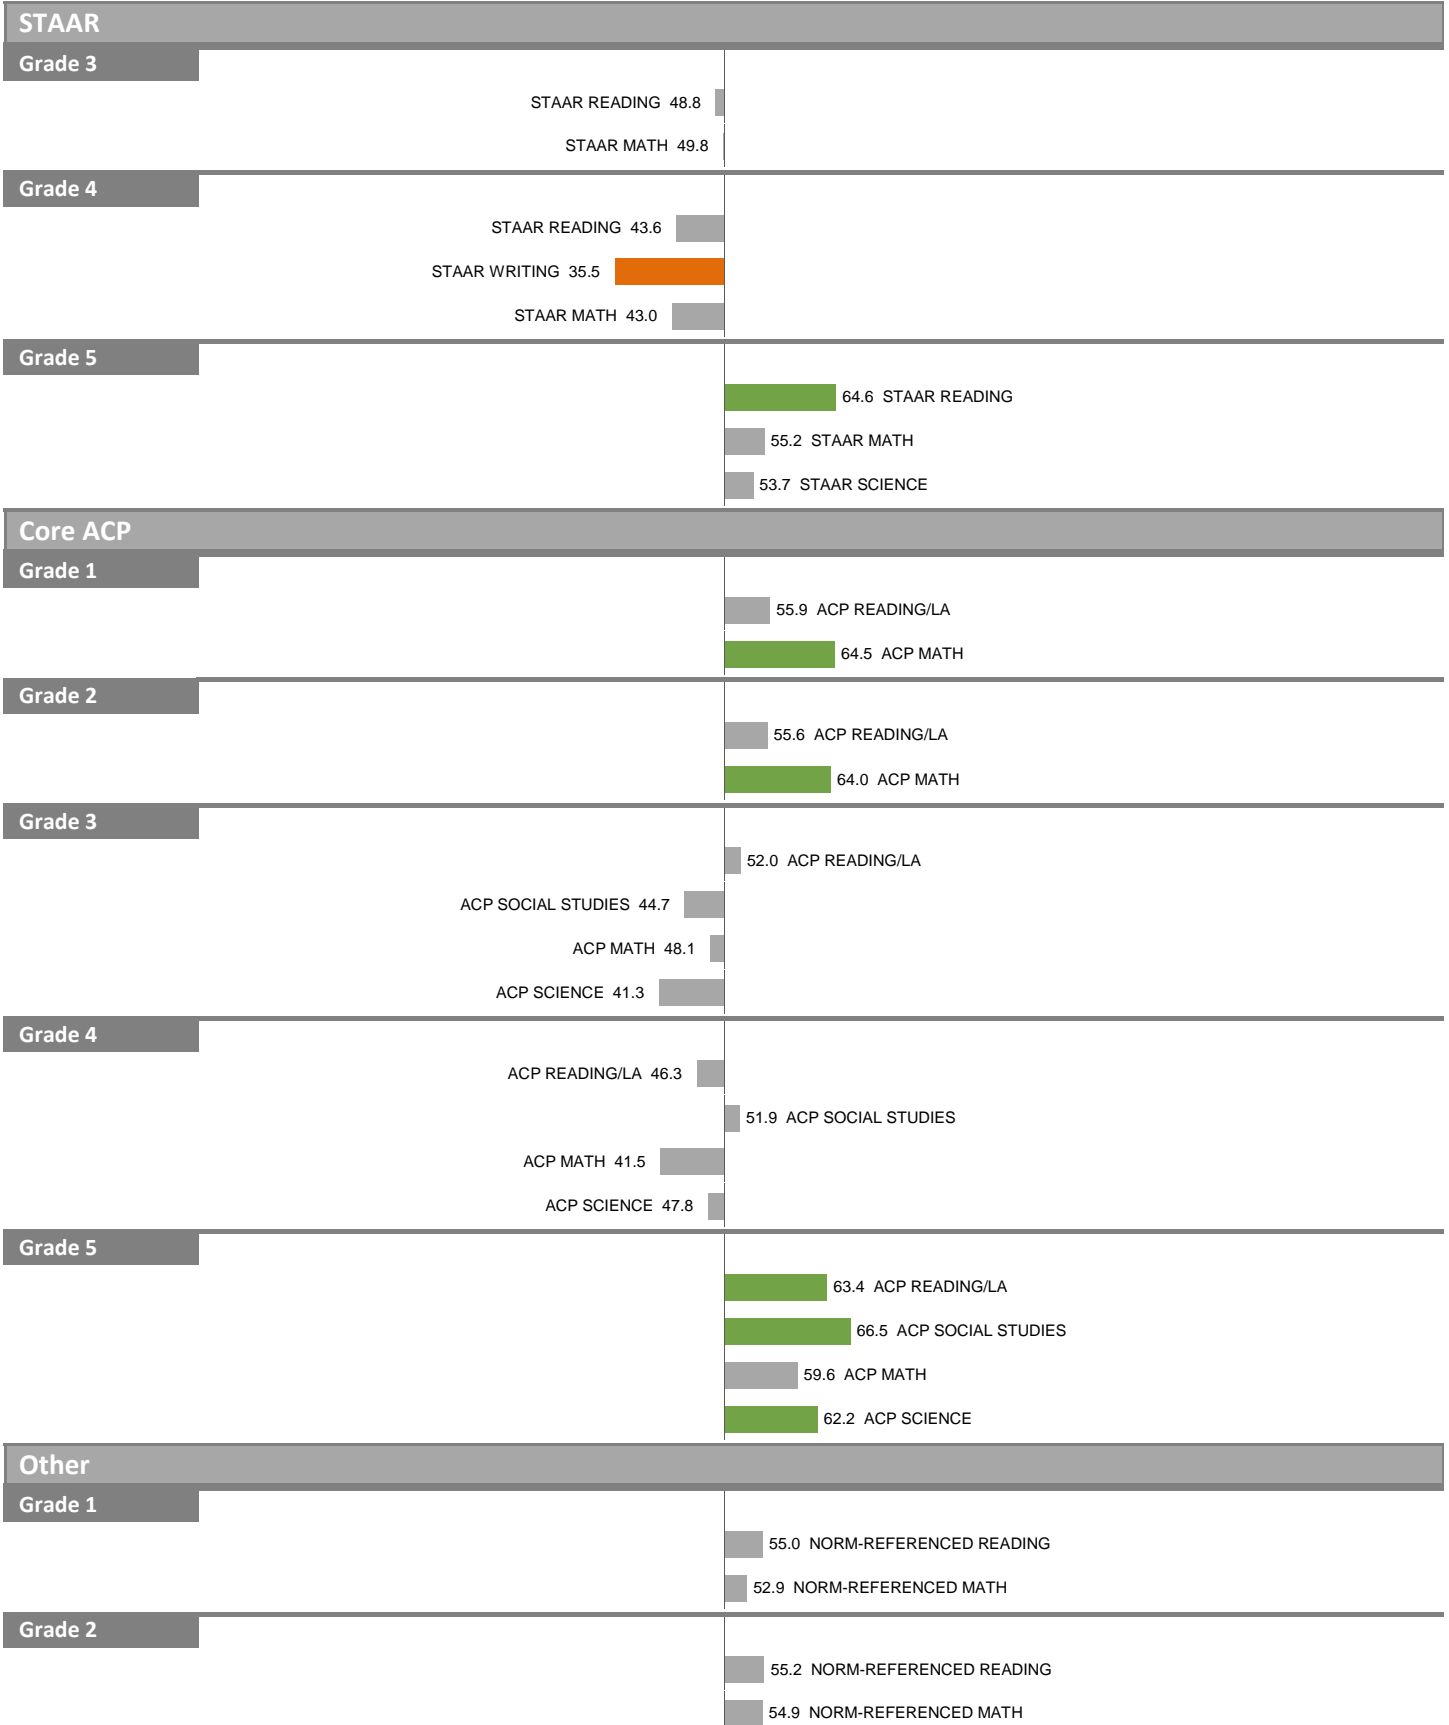 STAAR
Grade 3
STAAR READING 48.8
STAAR MATH 49.8
Grade 4
STAAR READING 43.6
STAAR WRITING 35.5
STAAR MATH 43.0
Grade 5
64.6 STAAR READING
55.2 STAAR MATH
53.7 STAAR SCIENCE
Core ACP
Grade 1
55.9 ACP READING/LA
64.5 ACP MATH
Grade 2
55.6 ACP READING/LA
64.0 ACP MATH
Grade 3
52.0 ACP READING/LA
ACP SOCIAL STUDIES 44.7
ACP MATH 48.1
ACP SCIENCE 41.3
Grade 4
ACP READING/LA 46.3
51.9 ACP SOCIAL STUDIES
ACP MATH 41.5
ACP SCIENCE 47.8
Grade 5
63.4 ACP READING/LA
66.5 ACP SOCIAL STUDIES
59.6 ACP MATH
62.2 ACP SCIENCE
Other
Grade 1
55.0 NORM-REFERENCED READING
52.9 NORM-REFERENCED MATH
Grade 2
55.2 NORM-REFERENCED READING
54.9 NORM-REFERENCED MATH